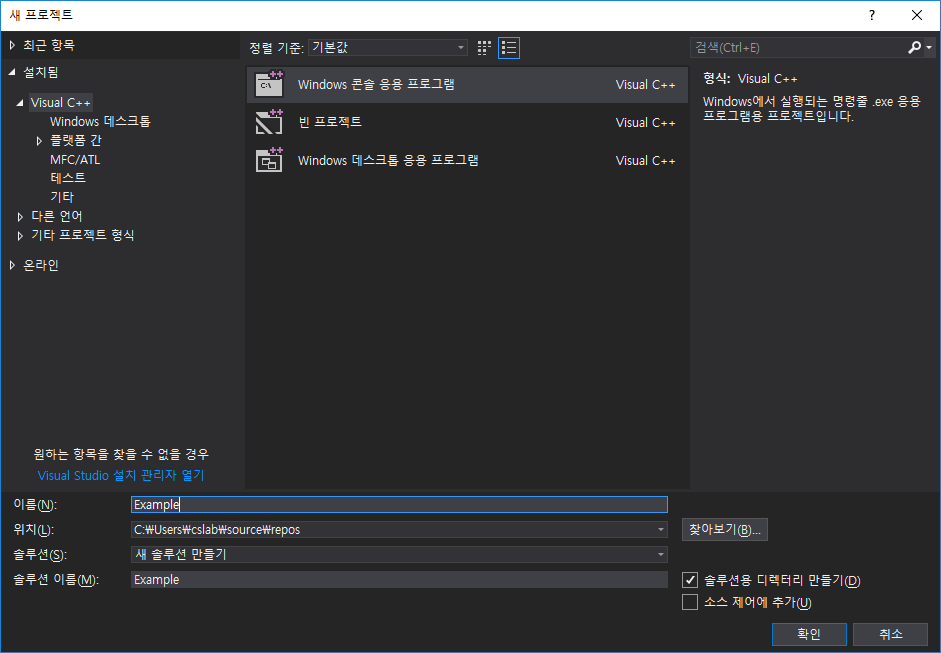 새 프로젝트
?
최근 항목
정렬 기준: 기본값
검색(Ctrl+E)
설치됨
Visual C++
Windows 데스크톱
플랫폼 간
MFC/ATL
테스트
기타
다른 언어
기타 프로젝트 형식
온라인
원하는 항목을 찾을 수 없을 경우
Visual Studio 설치 관리자 열기
Windows 콘솔 응용 프로그램 Visual C++
빈 프로젝트 Visual C++
Windows 데스크톱 응용 프로그램 Visual C++
형식: Visual C++
Windows에서 실행되는 명령줄 .exe 응용
프로그램용 프로젝트입니다.
이름(N): Example
위치(L): C:₩Users₩cslab₩source₩repos 찾아보기(B)...
솔루션(S): 새 솔루션 만들기
솔루션 이름(M): Example
솔루션용 디렉터리 만들기(D)
소스 제어에 추가(U)
확인 취소